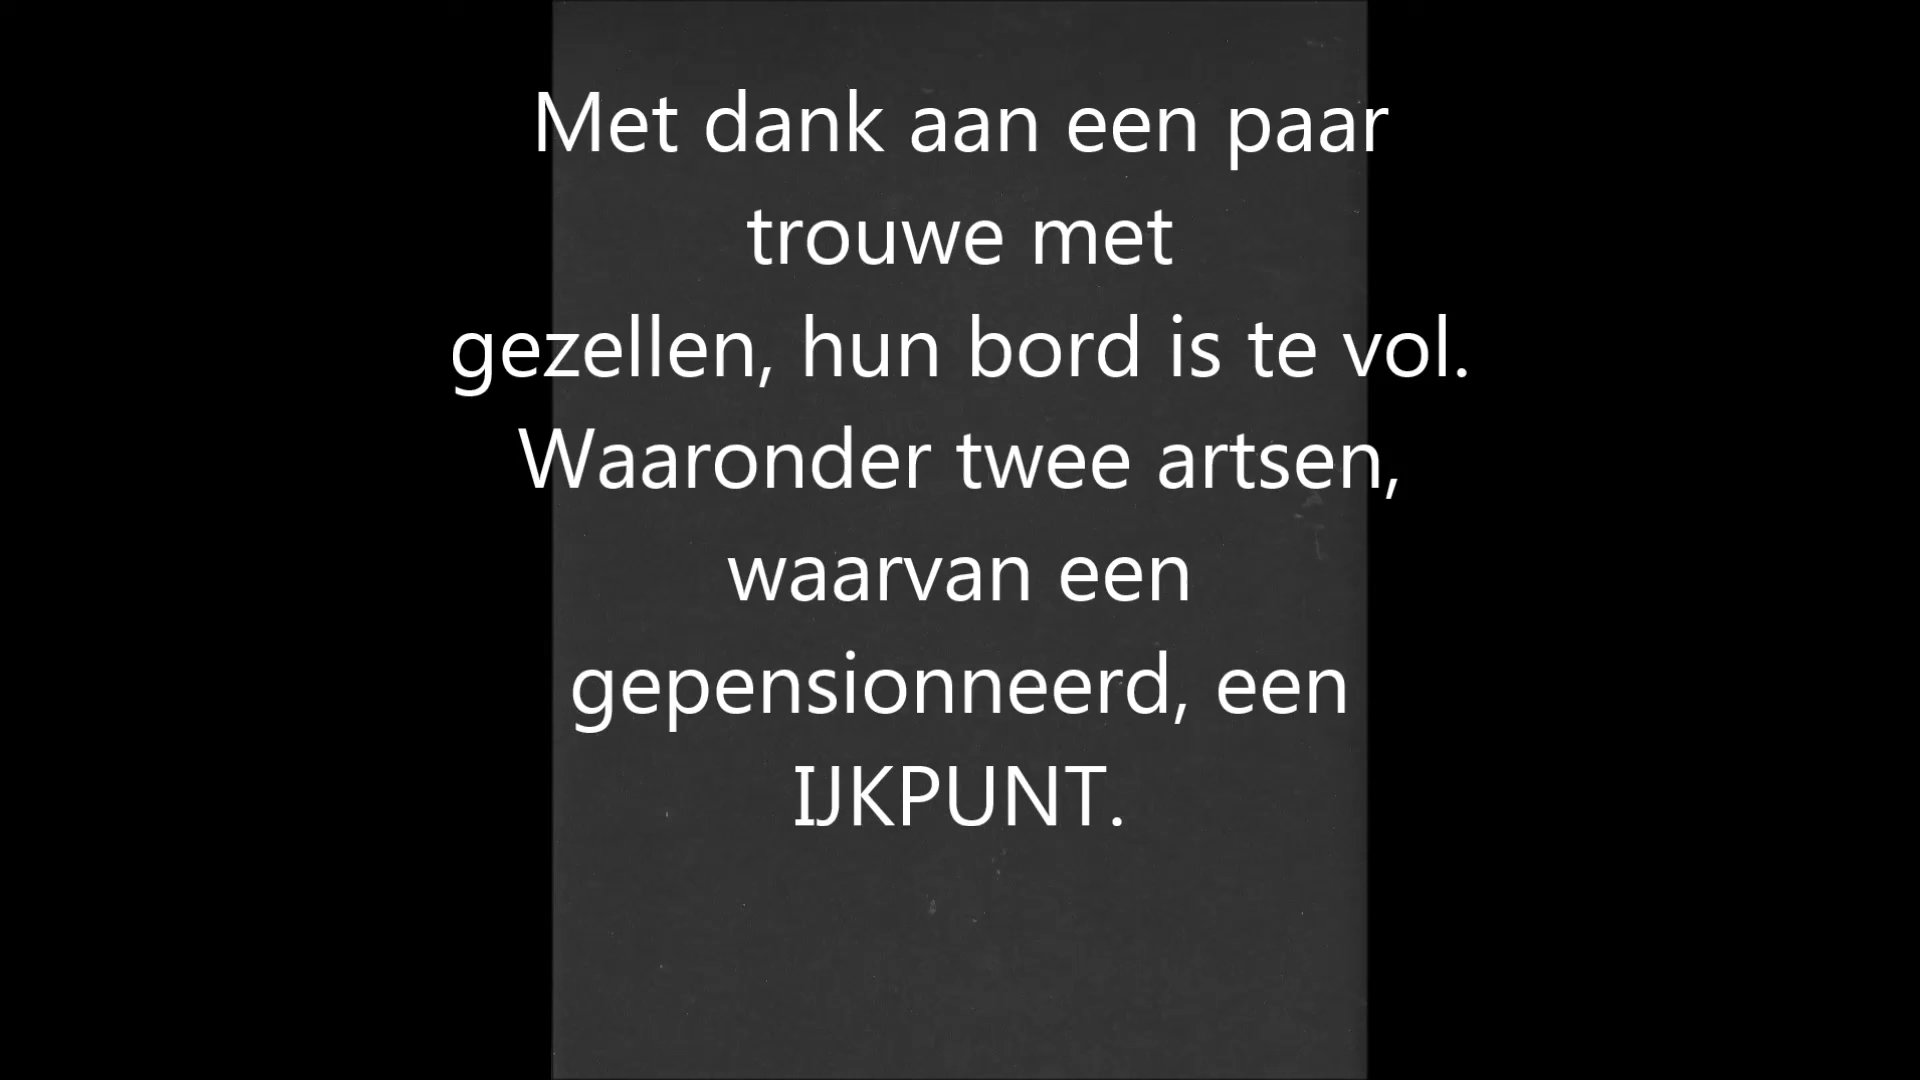 Met dank aan een paar
trouwe met
gezellen, hun bord is te vol.
Waaronder twee artsen,
waarvan een
gepensionneerd, een
IJKPUNT.